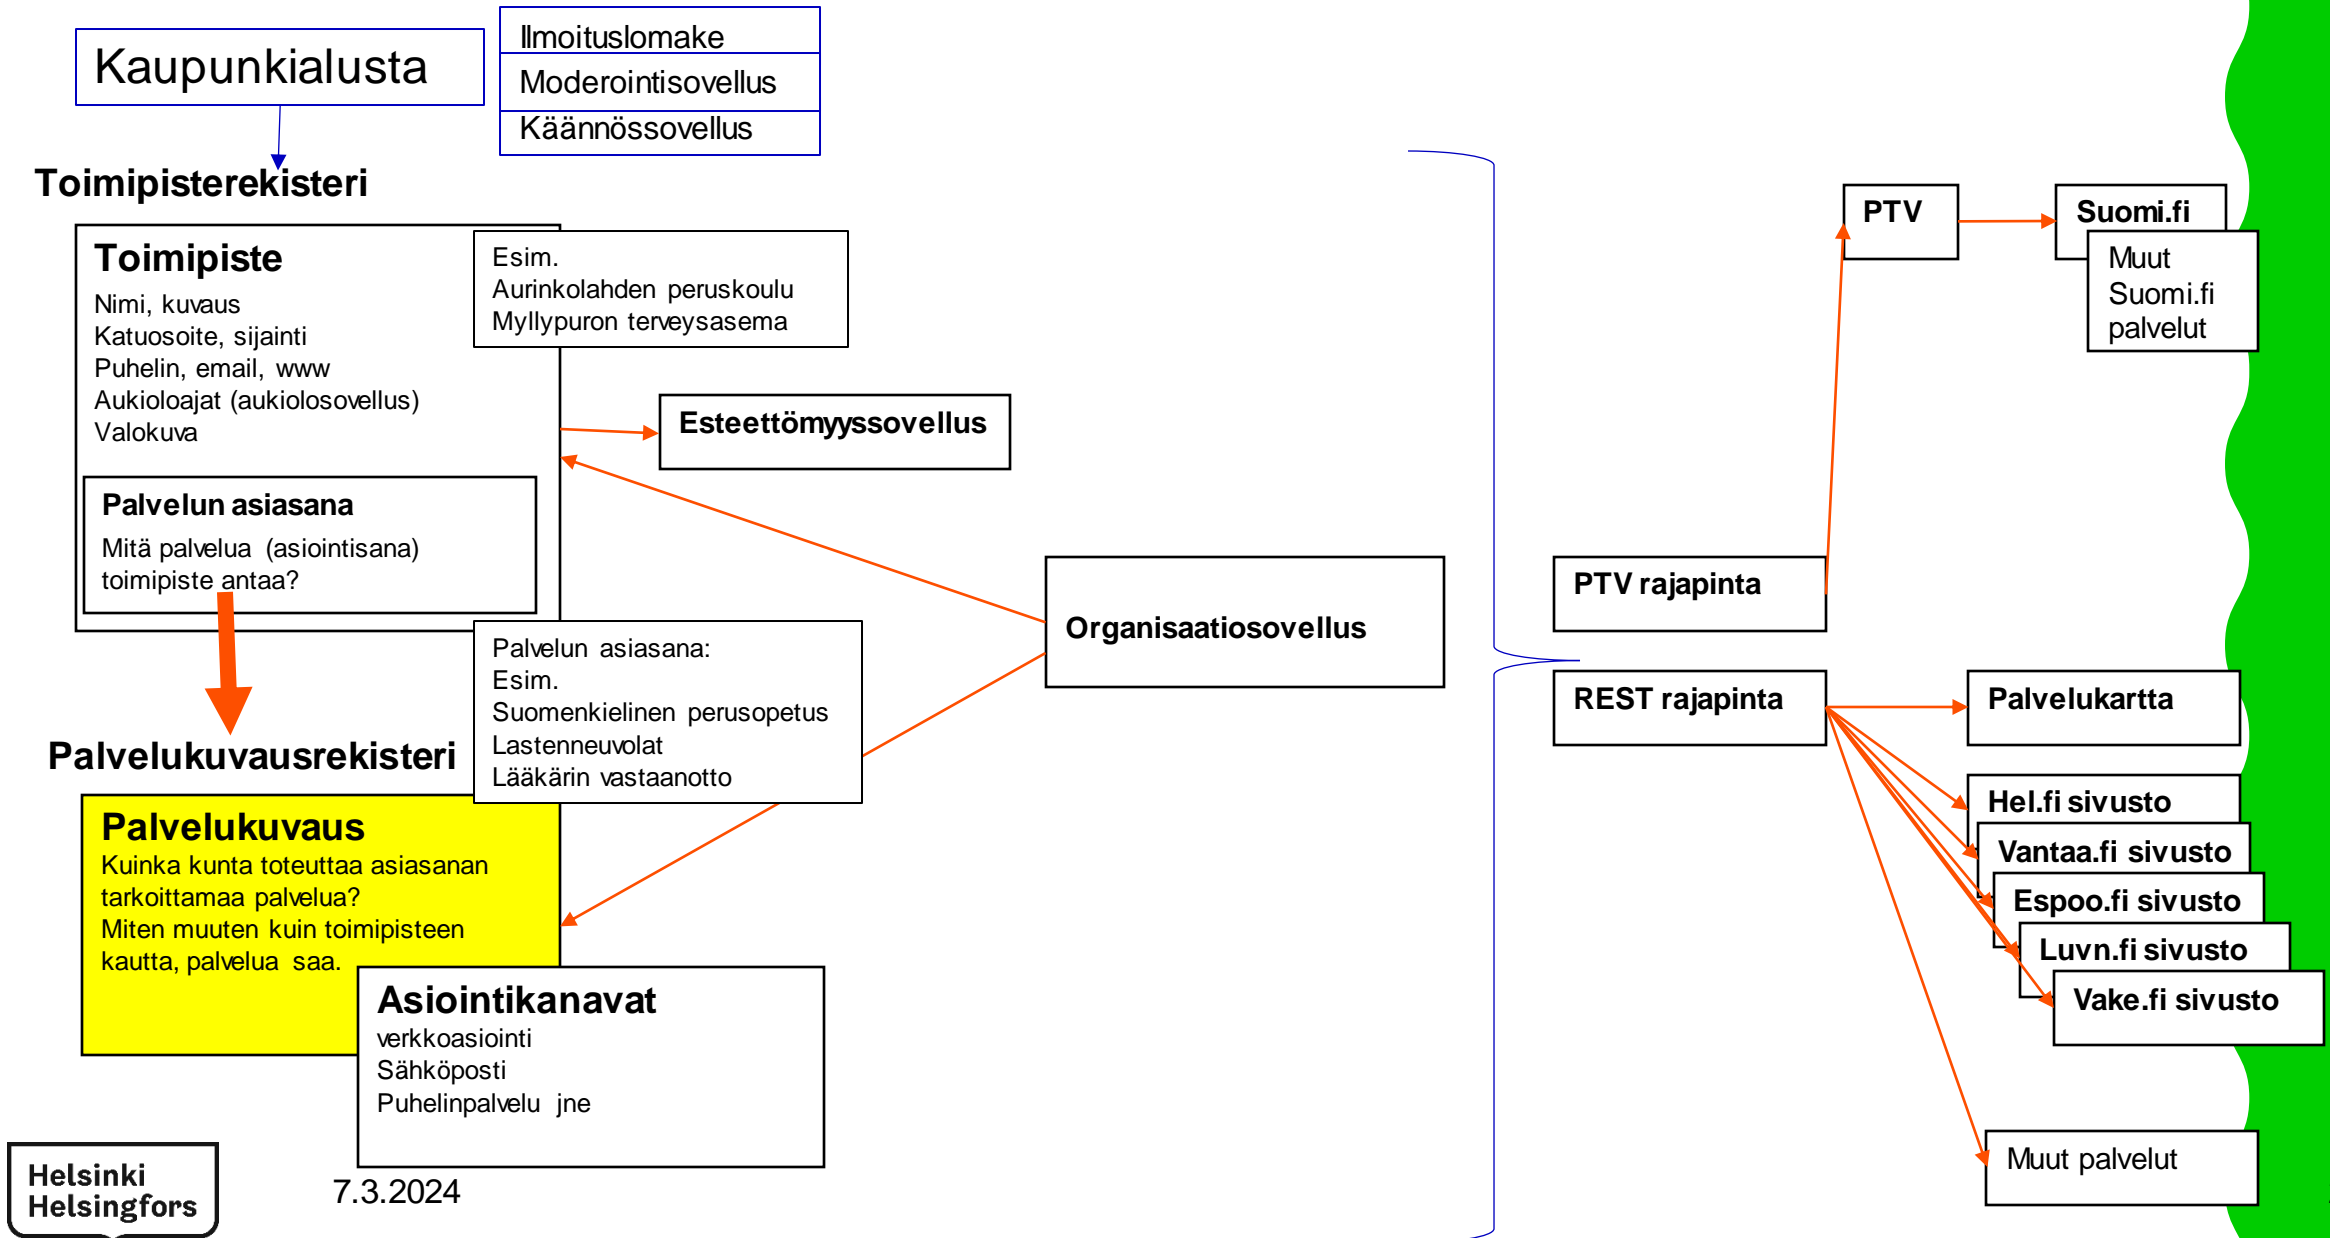 Kaupunkialusta
Ilmoituslomake
Moderointisovellus
Käännössovellus
Toimipisterekisteri
Toimipiste
Nimi, kuvaus
Katuosoite, sijainti
Puhelin, email, www
Aukioloajat (aukiolosovellus)
Valokuva
Esim.
Aurinkolahden peruskoulu
Myllypuron terveysasema
Esteettömyyssovellus
Palvelun asiasana
Mitä palvelua (asiointisana)
toimipiste antaa?
Palvelun asiasana:
Esim.
Suomenkielinen perusopetus
Lastenneuvolat
Lääkärin vastaanotto
Organisaatiosovellus
Palvelukuvausrekisteri
Palvelukuvaus
Kuinka kunta toteuttaa asiasanan
tarkoittamaa palvelua?
Miten muuten kuin toimipisteen
kautta, palvelua saa.
Asiointikanavat
verkkoasiointi
Sähköposti
Puhelinpalvelu jne
PTV
Suomi.fi
Muut
Suomi.fi
palvelut
PTV rajapinta
REST rajapinta
Palvelukartta
Hel.fi sivusto
Vantaa.fi sivusto
Espoo.fi sivusto
Luvn.fi sivusto
Vake.fi sivusto
Muut palvelut
Helsinki
Helsingfors
7.3.2024